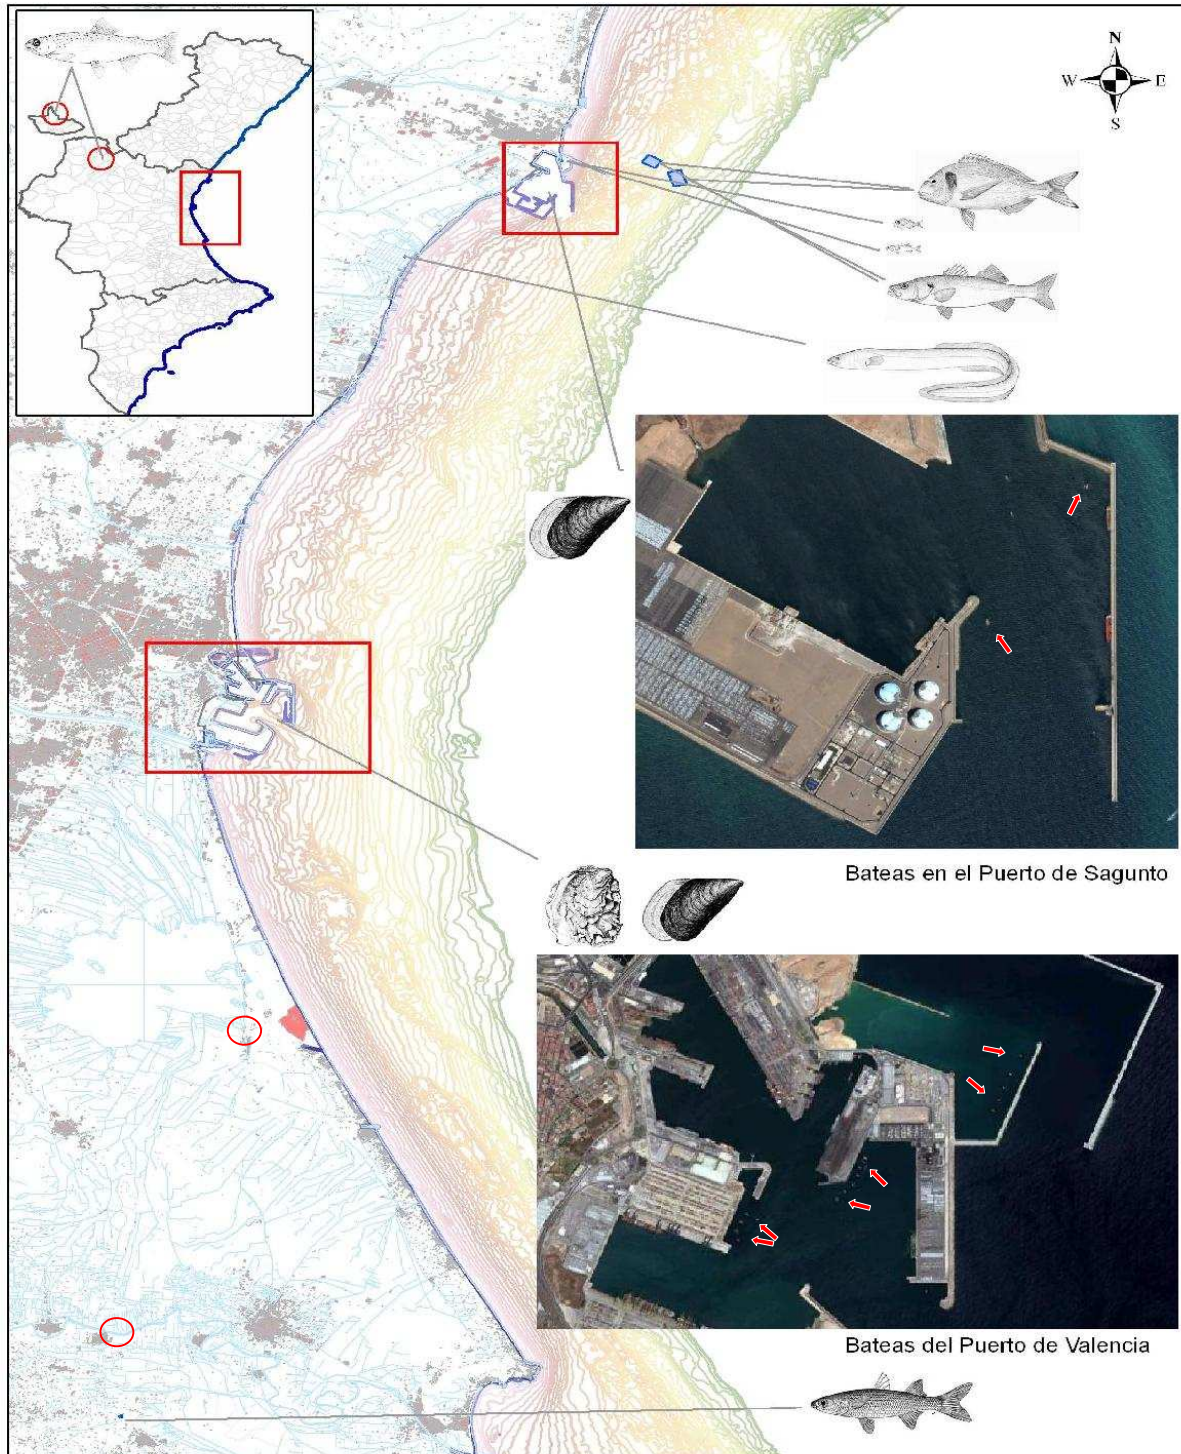 N
W E
S
Bateas en el Puerto de Sagunto
Bateas del Puerto de Valencia